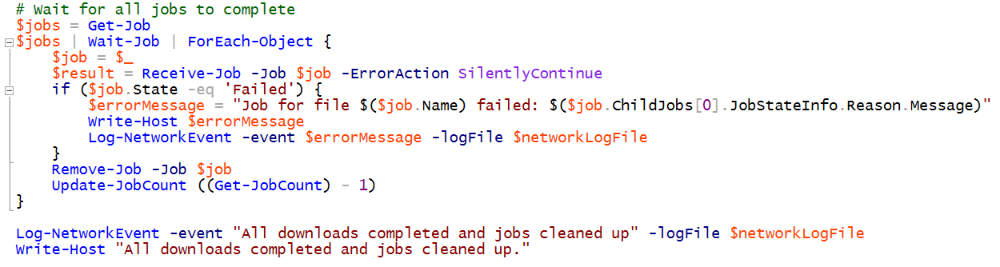 # Wait for all jobs to complete
$jobs = Get-Job
$jobs | Wait-Job | ForEach-Object {
    $job = $_
    $result = Receive-Job -Job $job -ErrorAction SilentlyContinue
    if ($job.State -eq 'Failed') {
        $errorMessage = "Job for file $($job.Name) failed: $($job.ChildJobs[0].JobStateInfo.Reason.Message)"
        Write-Host $errorMessage
        Log-NetworkEvent -event $errorMessage -logFile $networkLogFile
    }
    Remove-Job -Job $job
    Update-JobCount ((Get-JobCount) - 1)
}

Log-NetworkEvent -event "All downloads completed and jobs cleaned up" -logFile $networkLogFile
Write-Host "All downloads completed and jobs cleaned up."